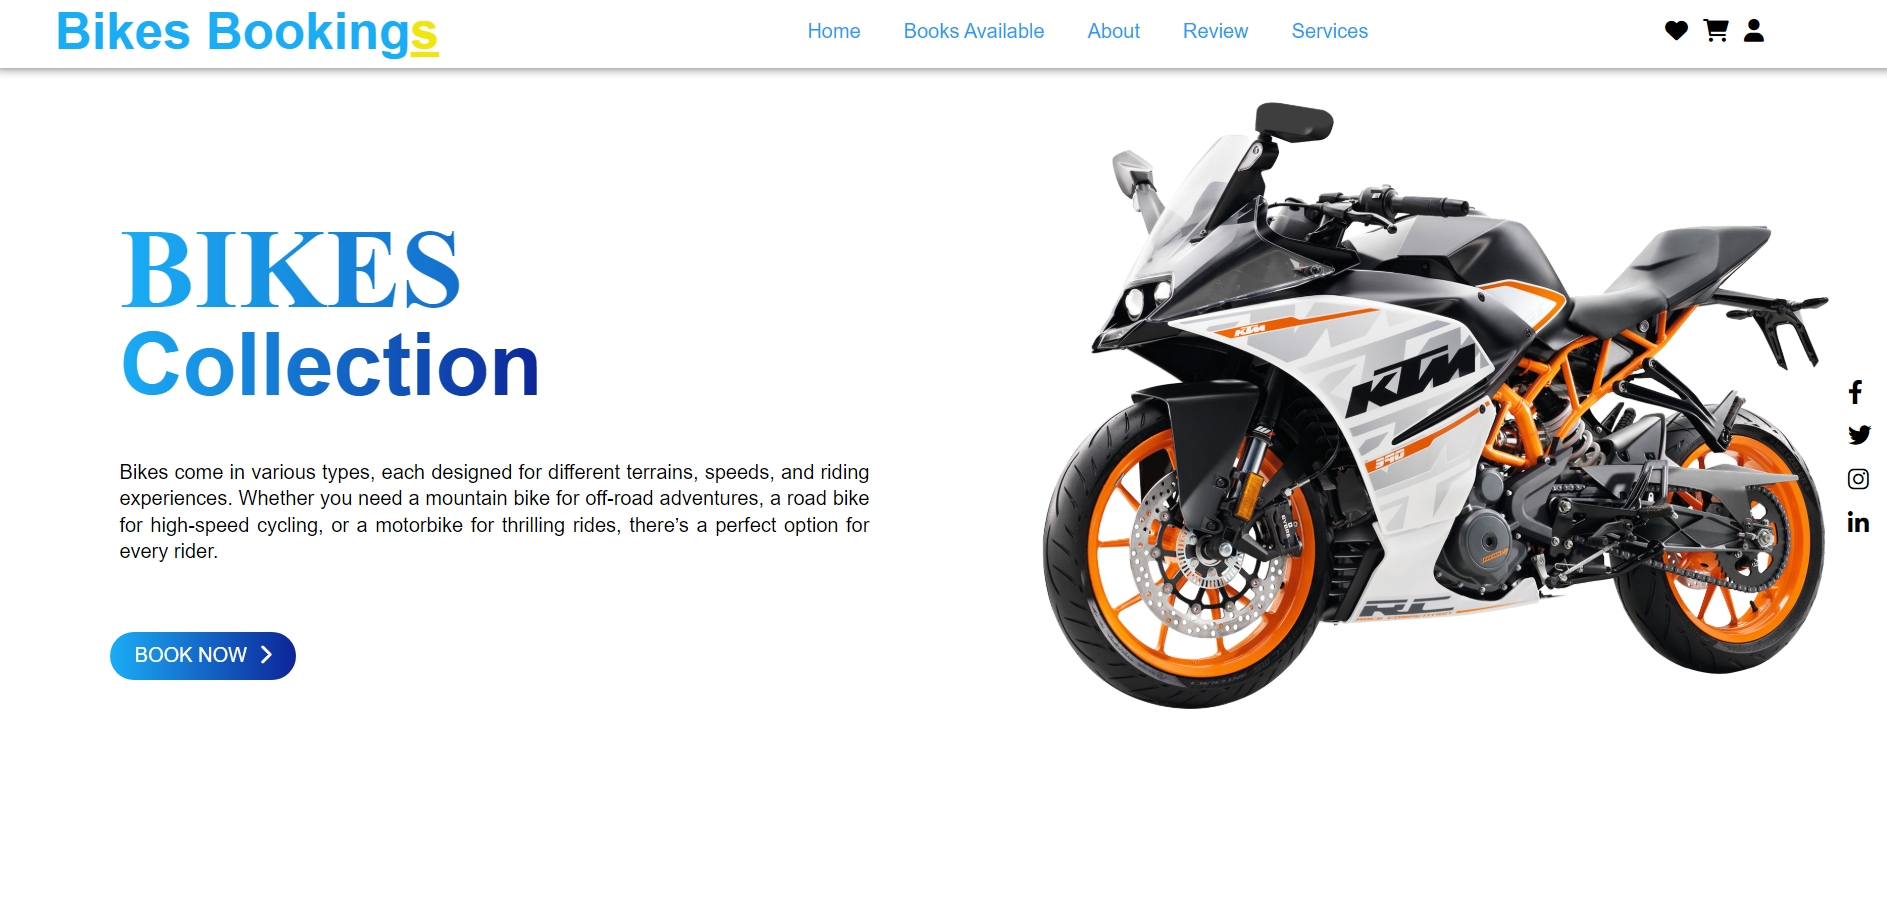 Bikes Bookings
Home
Books Available
About
Review
Services
BIKES
Collection
Bikes come in various types, each designed for different terrains, speeds, and riding
experiences. Whether you need a mountain bike for off-road adventures, a road bike
for high-speed cycling, or a motorbike for thrilling rides, there’s a perfect option for
every rider.
BOOK NOW
KTM
KTM
390
RC